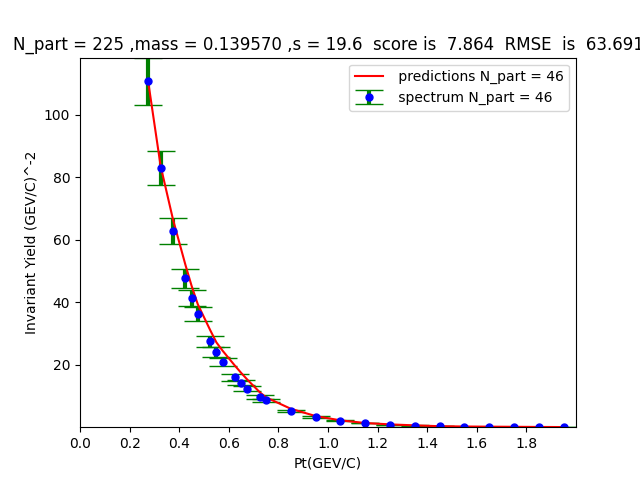 N_part = 225 ,mass = 0.139570 ,s = 19.6  score is  7.864  RMSE  is  63.691
predictions N_part = 46
spectrum N_part = 46
Invariant Yield (GEV/C)^-2
100
80
60
40
20
0.0 0.2 0.4 0.6 0.8 1.0 1.2 1.4 1.6 1.8
Pt(GEV/C)